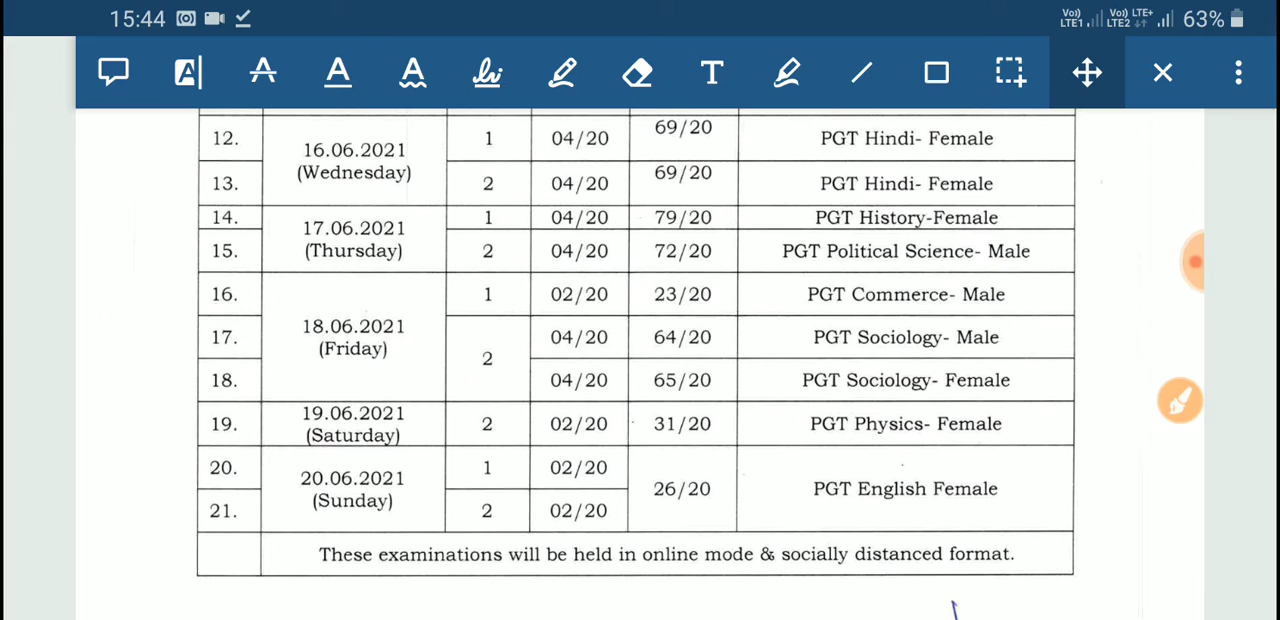 15:44
Vo) LTE1 Vo) LTE+ LTE2 63%
A A A A T
12. 16.06.2021 (Wednesday) 1 04/20 69/20 PGT Hindi- Female
13. 2 04/20 69/20 PGT Hindi- Female
14. 17.06.2021 (Thursday) 1 04/20 79/20 PGT History-Female
15. 2 04/20 72/20 PGT Political Science- Male
16. 18.06.2021 (Friday) 1 02/20 23/20 PGT Commerce- Male
17. 2 04/20 64/20 PGT Sociology- Male
18. 04/20 65/20 PGT Sociology- Female
19. 19.06.2021 (Saturday) 2 02/20 31/20 PGT Physics- Female
20. 20.06.2021 (Sunday) 1 02/20 26/20 PGT English Female
21. 2 02/20
These examinations will be held in online mode & socially distanced format.